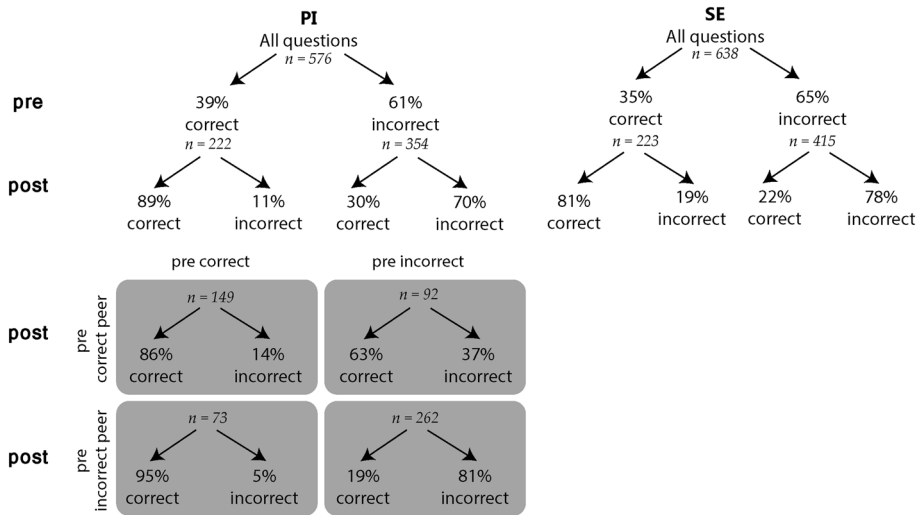 PI
SE
All questions
n = 576
All questions
n = 638
pre
39%
correct
n = 222
61%
incorrect
n = 354
35%
correct
n = 223
65%
incorrect
n = 415
post
89%
correct
11%
incorrect
30%
correct
70%
incorrect
81%
correct
19%
incorrect
22%
correct
78%
incorrect
pre correct
pre incorrect
post
pre
correct peer
n = 149
86%
correct
14%
incorrect
n = 92
63%
correct
37%
incorrect
post
pre
incorrect peer
n = 73
95%
correct
5%
incorrect
n = 262
19%
correct
81%
incorrect